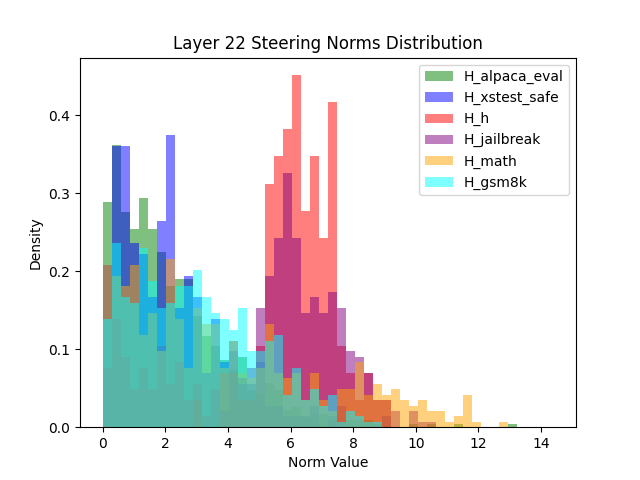 Layer 22 Steering Norms Distribution
H_alpaca_eval
H_xstest_safe
H_h
H_jailbreak
H_math
H_gsm8k
Density
0.4
0.3
0.2
0.1
0.0
0 2 4 6 8 10 12 14
Norm Value